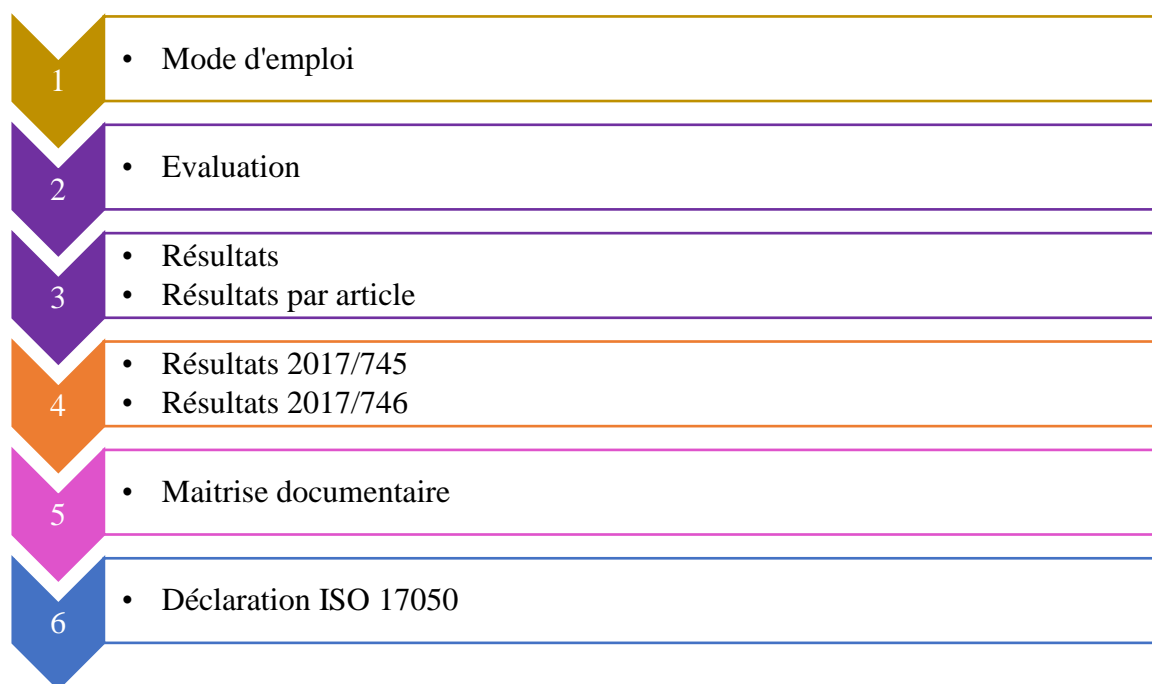 1
• Mode d'emploi
2
• Evaluation
3
• Résultats
• Résultats par article
4
• Résultats 2017/745
• Résultats 2017/746
5
• Maitrise documentaire
6
• Déclaration ISO 17050